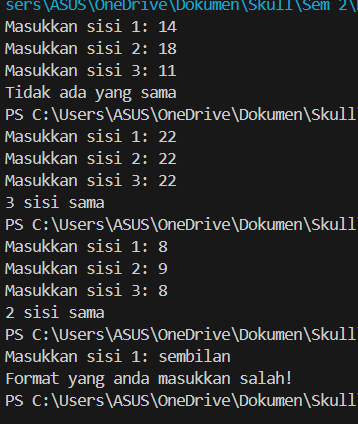 sers\ASUS\OneDrive\Dokumen\Skull\Sem 2\
Masukkan sisi 1: 14
Masukkan sisi 2: 18
Masukkan sisi 3: 11
Tidak ada yang sama
PS C:\Users\ASUS\OneDrive\Dokumen\Skull
Masukkan sisi 1: 22
Masukkan sisi 2: 22
Masukkan sisi 3: 22
3 sisi sama
PS C:\Users\ASUS\OneDrive\Dokumen\Skull
Masukkan sisi 1: 8
Masukkan sisi 2: 9
Masukkan sisi 3: 8
2 sisi sama
PS C:\Users\ASUS\OneDrive\Dokumen\Skull
Masukkan sisi 1: sembilan
Format yang anda masukkan salah!
PS C:\Users\ASUS\OneDrive\Dokumen\Skull